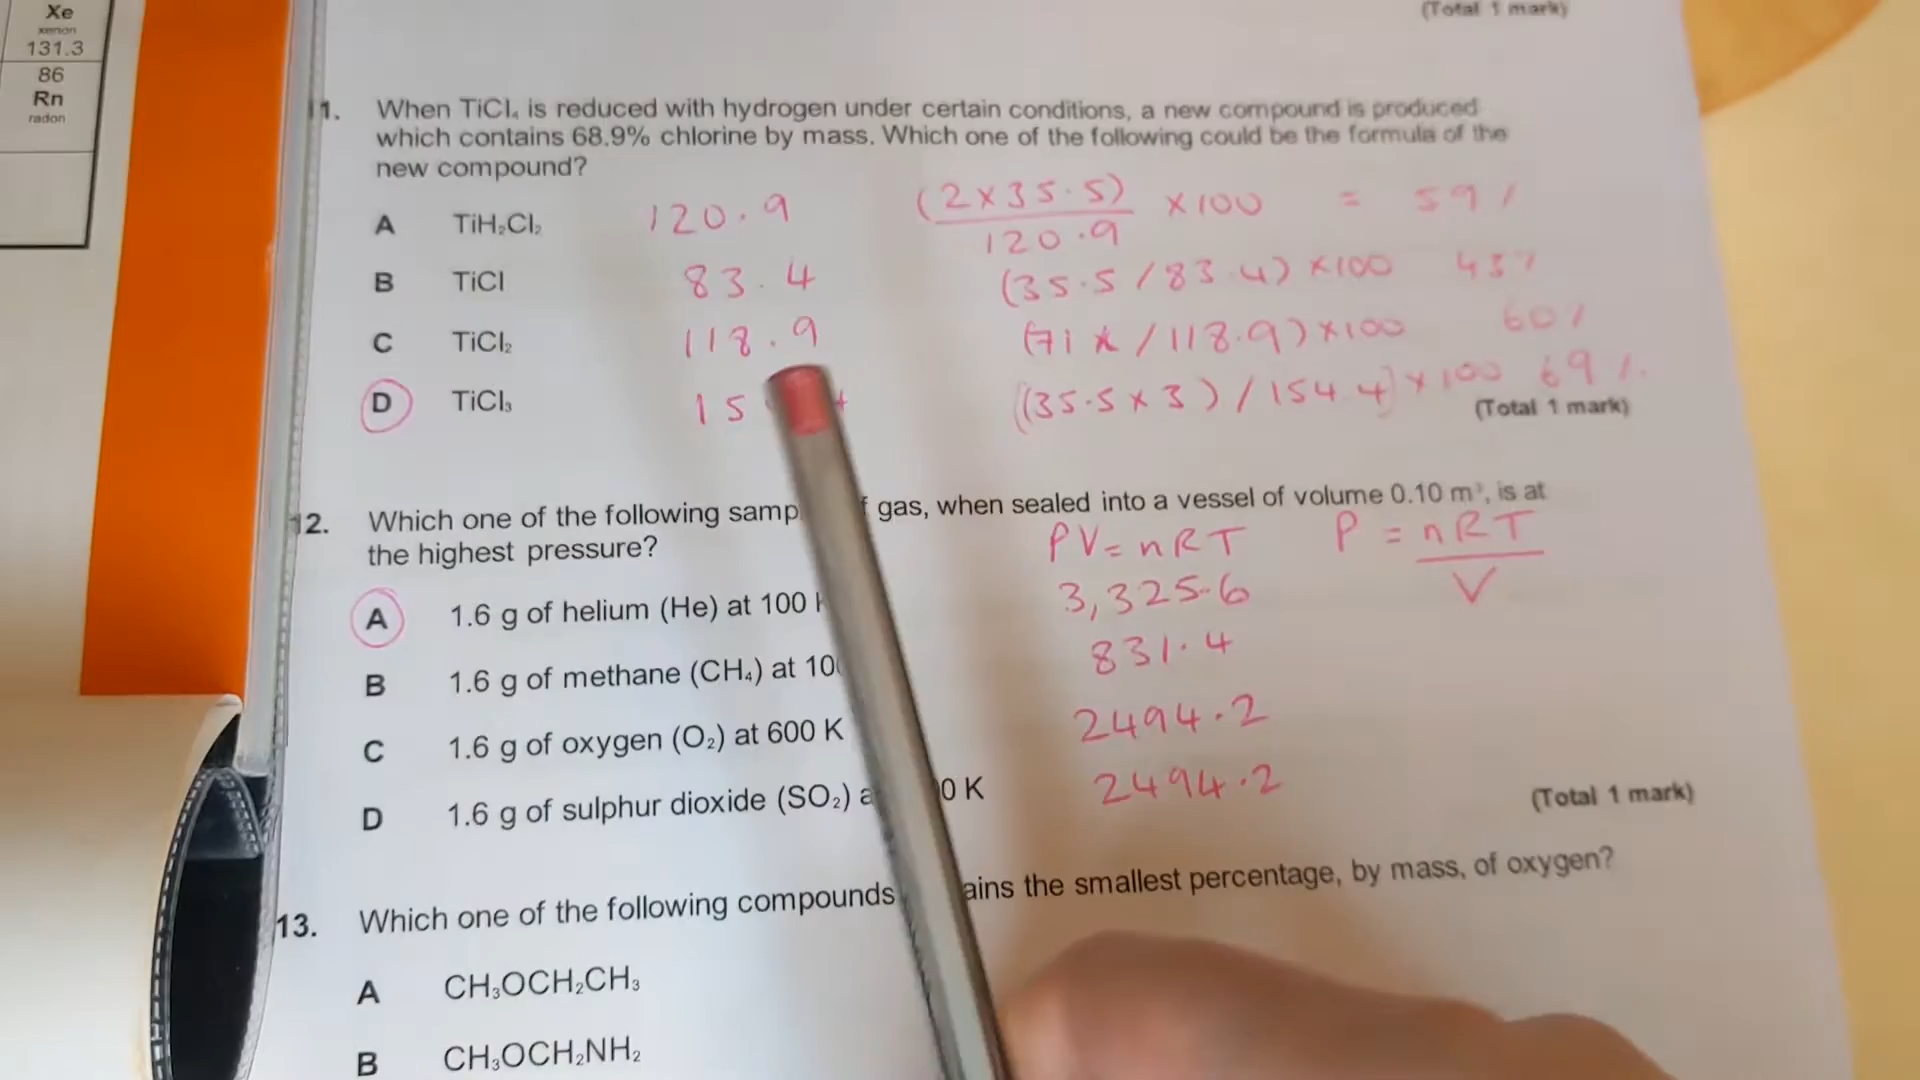 Xe
xenon
131.3
86
Rn
radon
(Total 1 mark)
11. When TiCl₄ is reduced with hydrogen under certain conditions, a new compound is produced
which contains 68.9% chlorine by mass. Which one of the following could be the formula of the
new compound?
A TiH₂Cl₂ 120.9 (2×35.5) / 120.9 ×100 = 59%
B TiCl 83.4 (35.5/83.4)×100 43%
C TiCl₂ 118.9 (71 /118.9)×100 60%
D TiCl₃ 15 4 ((35.5×3)/154.4)×100 69%
(Total 1 mark)
12. Which one of the following samp f gas, when sealed into a vessel of volume 0.10 m³, is at
the highest pressure?
PV=nRT P = nRT / V
A 1.6 g of helium (He) at 100 3,325.6
B 1.6 g of methane (CH₄) at 831.4
C 1.6 g of oxygen (O₂) at 600 K 2494.2
D 1.6 g of sulphur dioxide (SO₂) a 0 K 2494.2
(Total 1 mark)
13. Which one of the following compounds ains the smallest percentage, by mass, of oxygen?
A CH₃OCH₂CH₃
B CH₃OCH₂NH₂